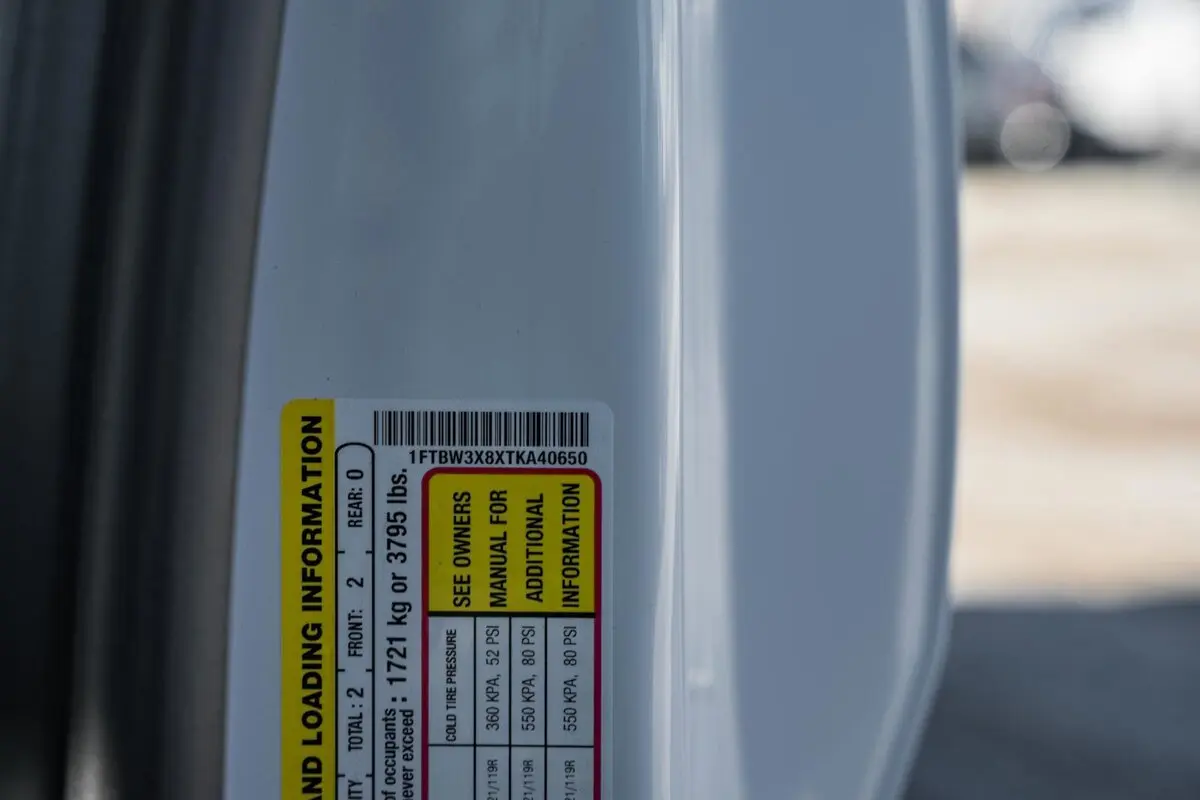 1FTBW3X8XTKA40650
AND LOADING INFORMATION
TOTAL : 2 FRONT: 2 REAR: 0
of occupants
never exceed : 1721 kg or 3795 lbs.
COLD TIRE PRESSURE
360 KPA, 52 PSI
550 KPA, 80 PSI
550 KPA, 80 PSI
SEE OWNERS
MANUAL FOR
ADDITIONAL
INFORMATION